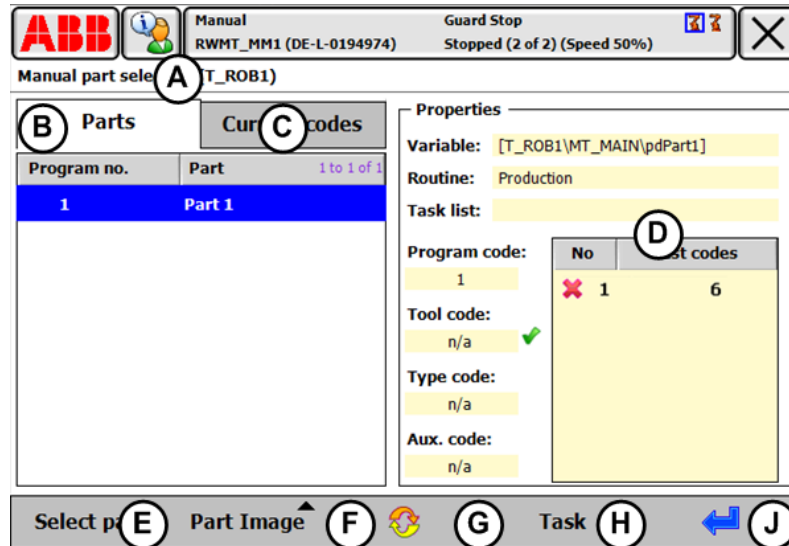 ABB
Manual
Guard Stop
RWMT_MM1 (DE-L-0194974)
Stopped (2 of 2) (Speed 50%)
Manual part sele A (T_ROB1)
B Parts
Cur C codes
Program no.
Part
1 to 1 of 1
1
Part 1
Properties
Variable: [T_ROB1\MT_MAIN\pdPart1]
Routine: Production
Task list:
D
Program code:
1
No
st codes
1
6
Tool code:
n/a
Type code:
n/a
Aux. code:
n/a
Select pa E
Part Image
F
G
Task
H
J